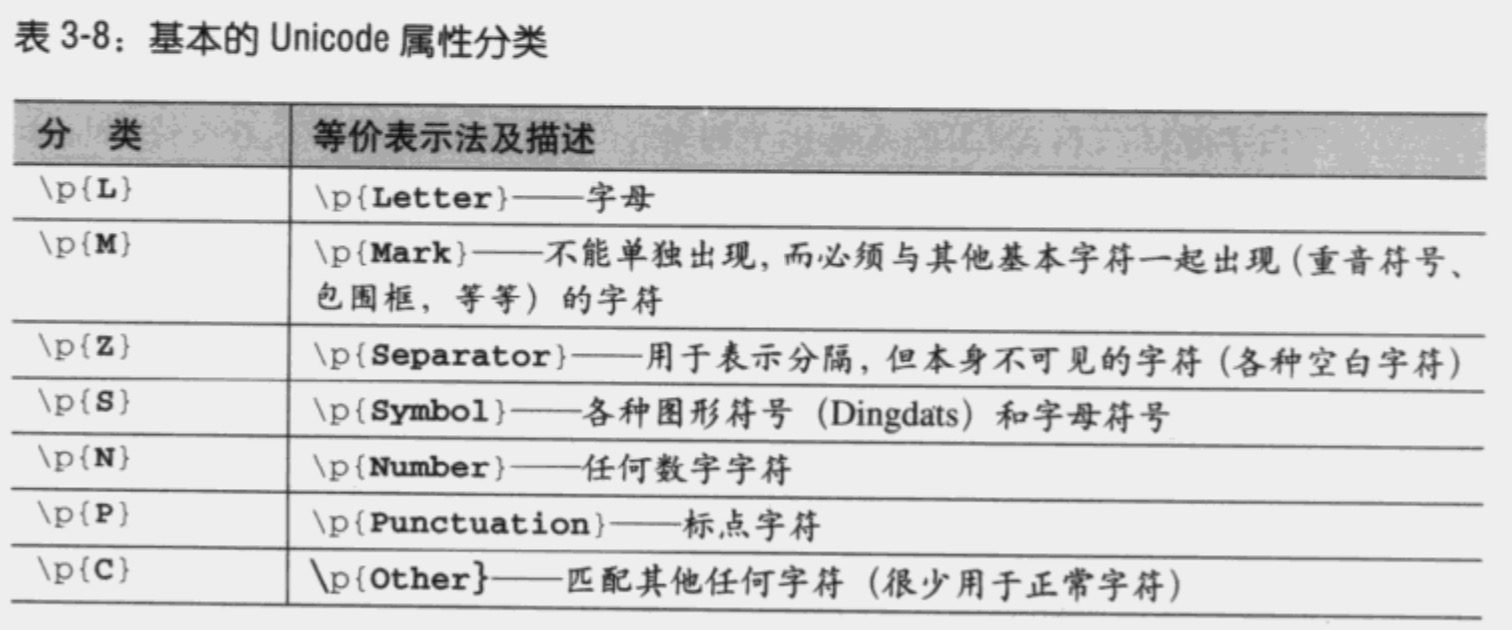 表 3-8：基本的 Unicode 属性分类
分 类 等价表示法及描述
\p{L} \p{Letter}——字母
\p{M} \p{Mark}——不能单独出现，而必须与其他基本字符一起出现（重音符号、
包围框，等等）的字符
\p{Z} \p{Separator}——用于表示分隔，但本身不可见的字符（各种空白字符）
\p{S} \p{Symbol}——各种图形符号（Dingdats）和字母符号
\p{N} \p{Number}——任何数字字符
\p{P} \p{Punctuation}——标点字符
\p{C} \p{Other}——匹配其他任何字符（很少用于正常字符）